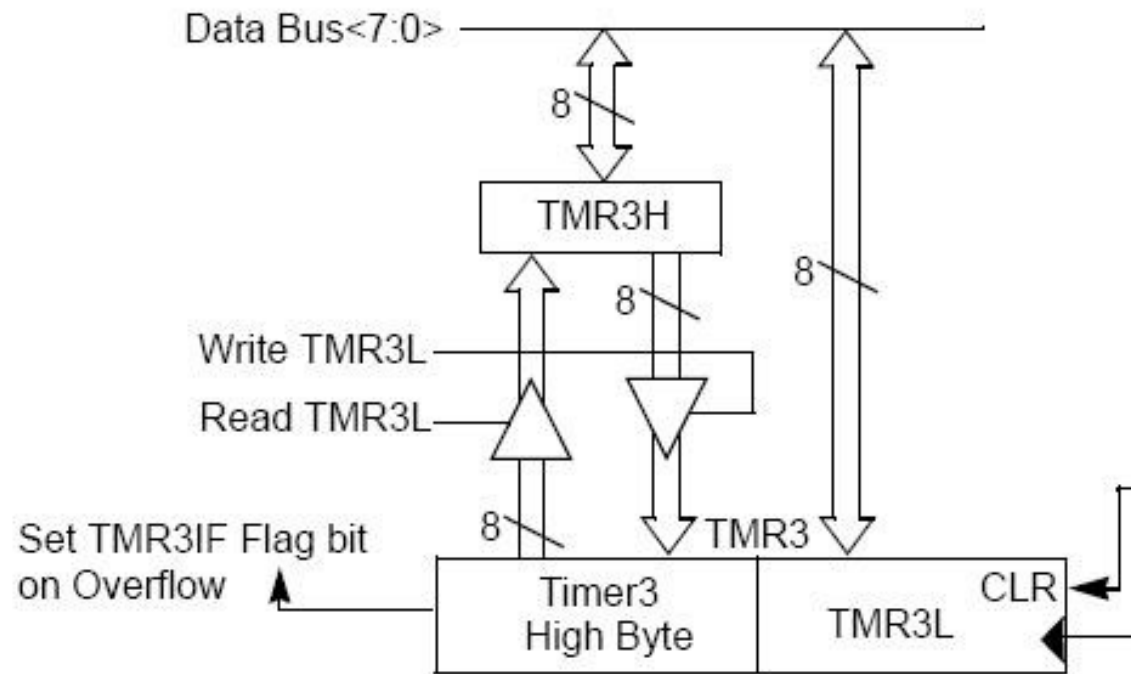 Data Bus<7:0>
8
TMR3H
8
8
Write TMR3L
Read TMR3L
8
TMR3
Set TMR3IF Flag bit
on Overflow
Timer3
High Byte
TMR3L
CLR